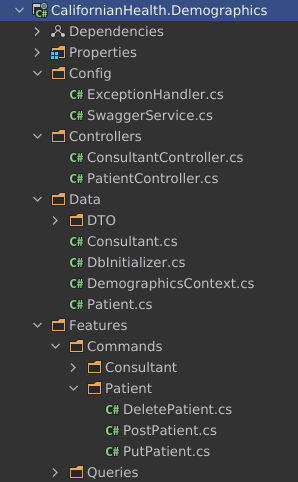 CalifornianHealth.Demographics
Dependencies
Properties
Config
C# ExceptionHandler.cs
C# SwaggerService.cs
Controllers
C# ConsultantController.cs
C# PatientController.cs
Data
DTO
C# Consultant.cs
C# DbInitializer.cs
C# DemographicsContext.cs
C# Patient.cs
Features
Commands
Consultant
Patient
C# DeletePatient.cs
C# PostPatient.cs
C# PutPatient.cs
Queries